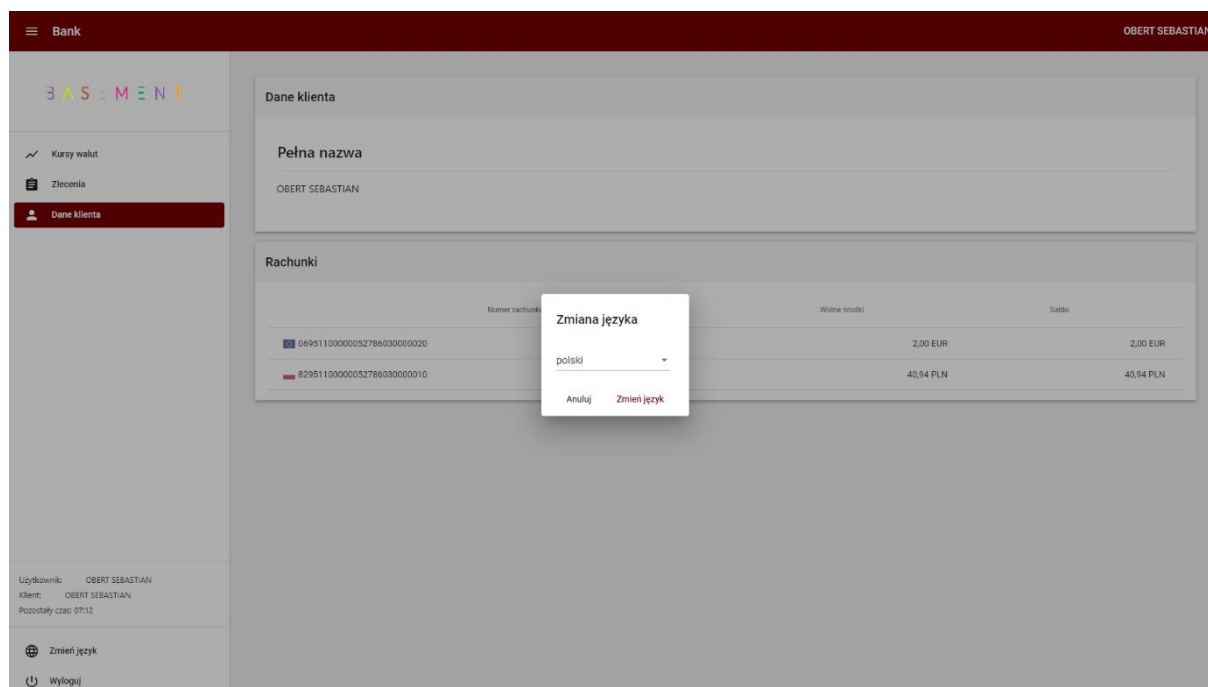 Bank
OBERT SEBASTIAN
BASEMENT
Kursy walut
Zlecenia
Dane klienta
Dane klienta
Pełna nazwa
OBERT SEBASTIAN
Rachunki
Numer rachunku Wolne środki Saldo
06951100000052786030000020 2,00 EUR 2,00 EUR
82951100000052786030000010 40,94 PLN 40,94 PLN
Zmiana języka
polski
Anuluj Zmień język
Użytkownik: OBERT SEBASTIAN
Klient: OBERT SEBASTIAN
Pozostały czas: 07:12
Zmień język
Wyloguj